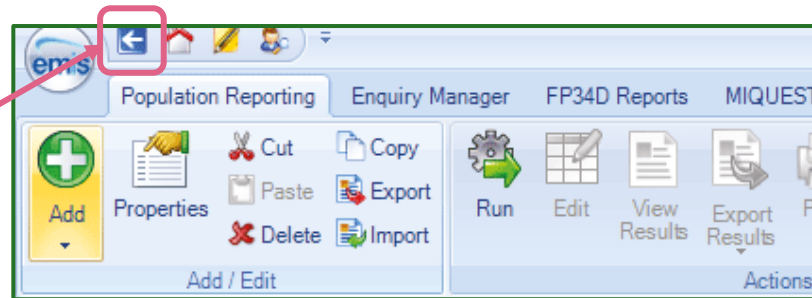 emis
Population Reporting Enquiry Manager FP34D Reports MIQUEST
Cut Copy
Add Properties Paste Export Run Edit View Results Export Results
Delete Import
Add / Edit Actions